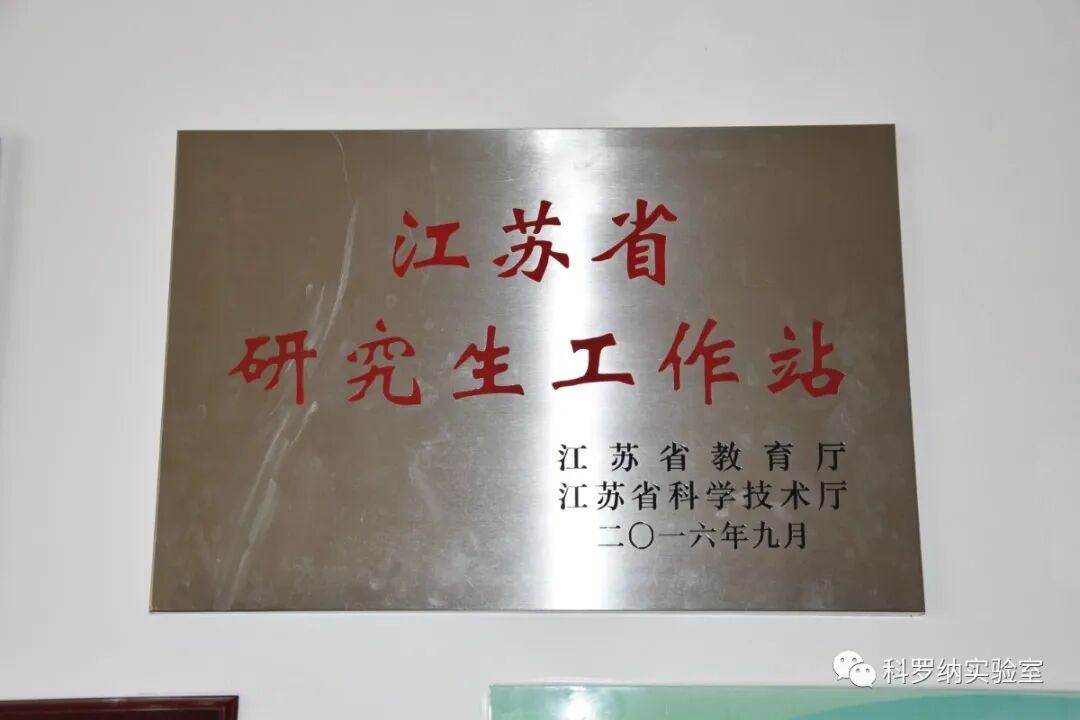 江苏省
研究生工作站
江苏省教育厅
江苏省科学技术厅
二〇一六年九月
科罗纳实验室